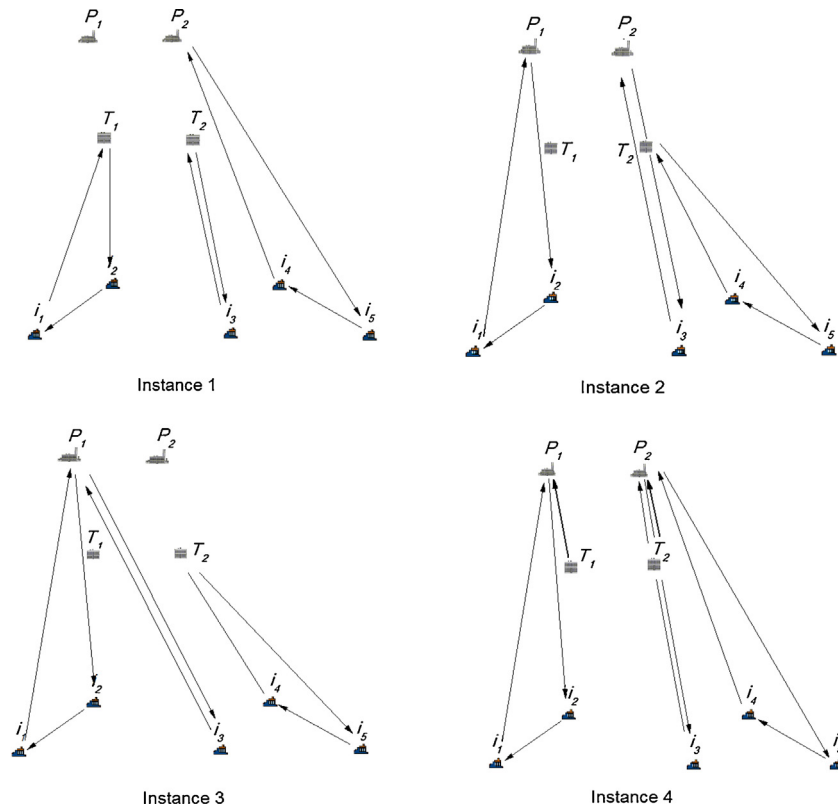 P1 P2
T1 T2
i2 i4
i1 i3 i5
Instance 1
P1 P2
T1 T2
i2 i4
i1 i3 i5
Instance 2
P1 P2
T1 T2
i2 i4
i1 i3 i5
Instance 3
P1 P2
T1 T2
i2 i4
i1 i3
Instance 4